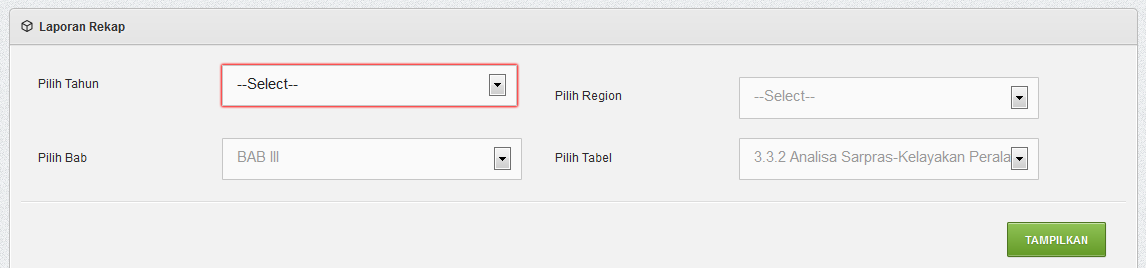 Laporan Rekap
Pilih Tahun
--Select--
Pilih Region
--Select--
Pilih Bab
BAB III
Pilih Tabel
3.3.2 Analisa Sarpras-Kelayakan Perala
TAMPILKAN